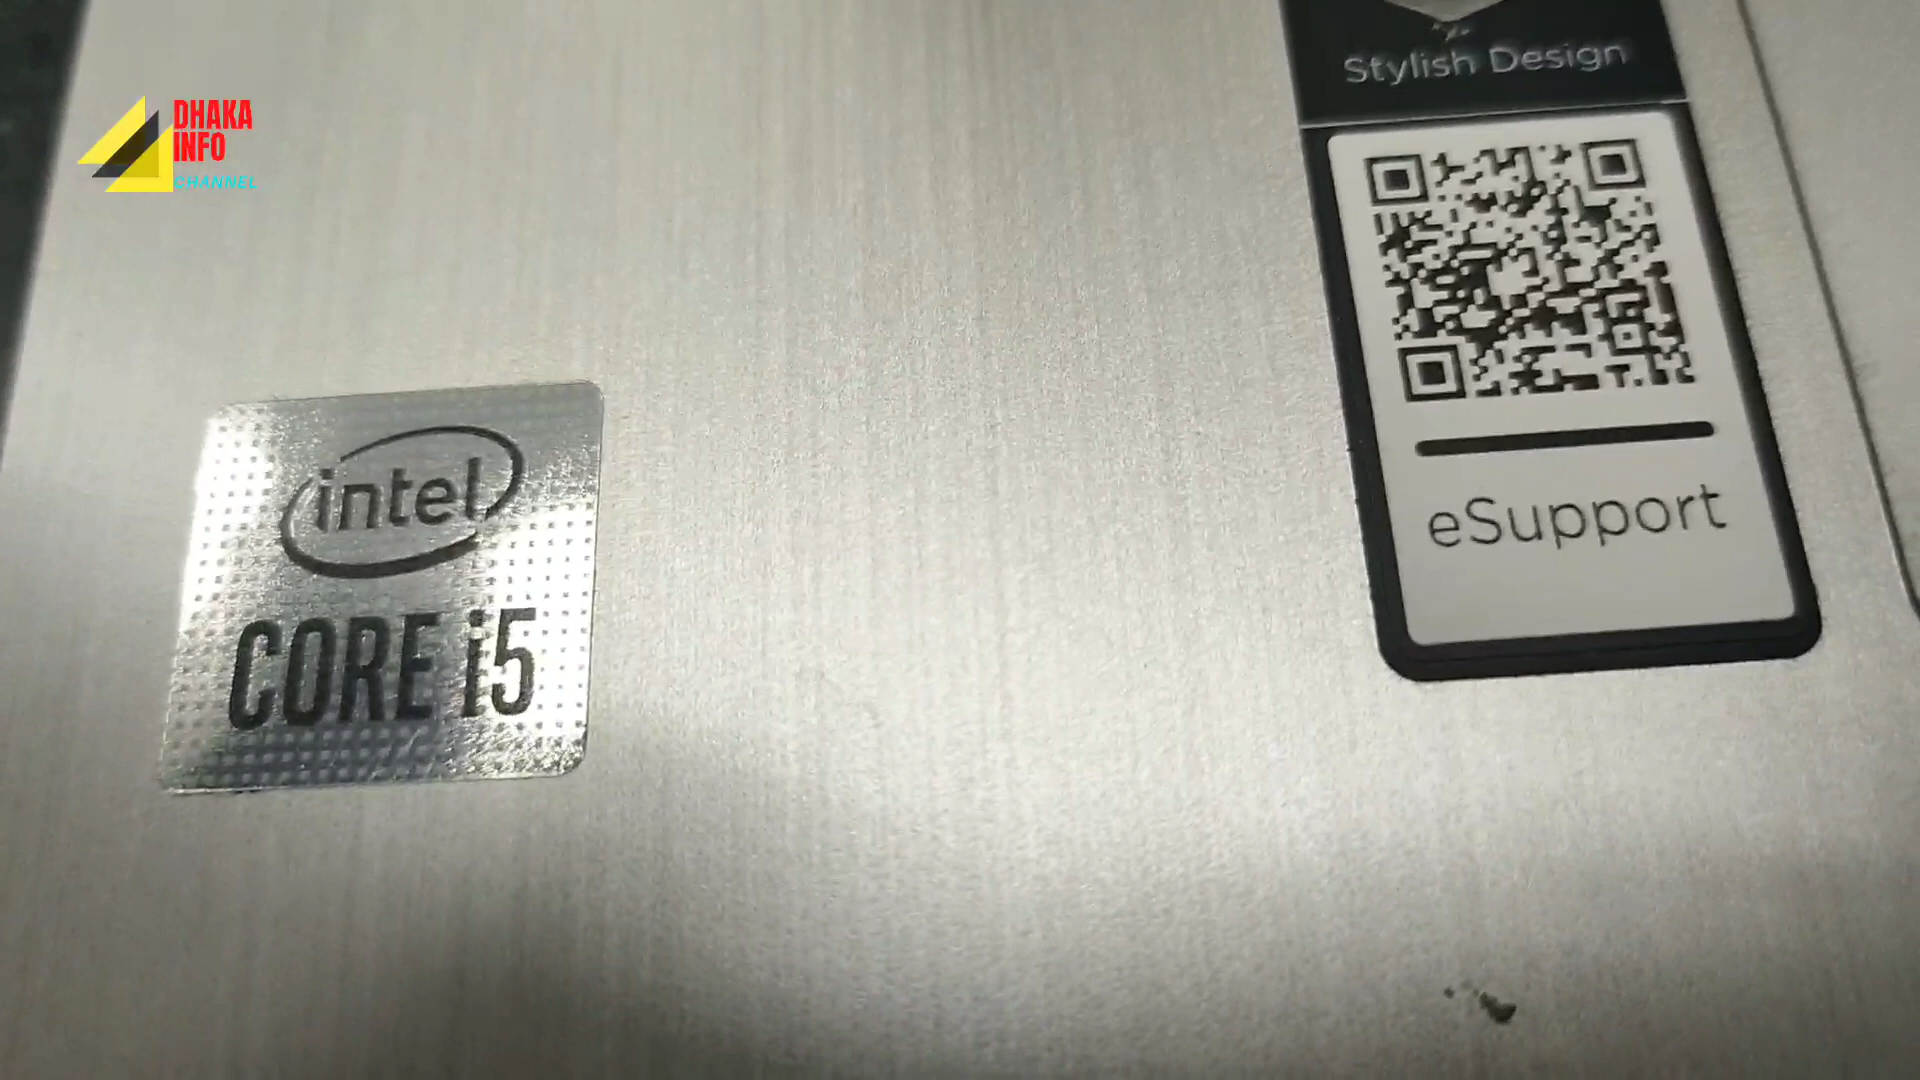 DHAKA
INFO
CHANNEL
Stylish Design
eSupport
intel
CORE i5